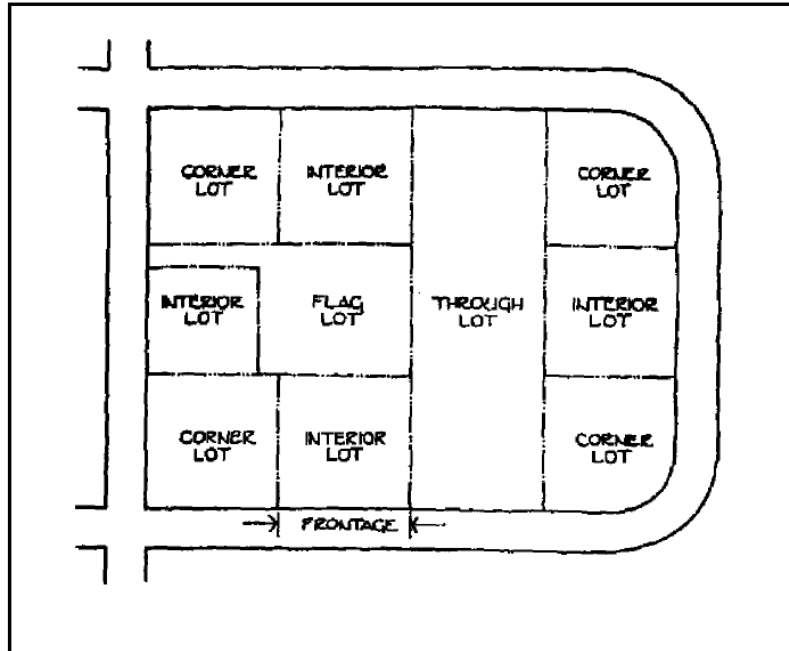 CORNER
LOT
INTERIOR
LOT
CORNER
LOT
INTERIOR
LOT
FLAG
LOT
THROUGH
LOT
INTERIOR
LOT
CORNER
LOT
INTERIOR
LOT
CORNER
LOT
FRONTAGE